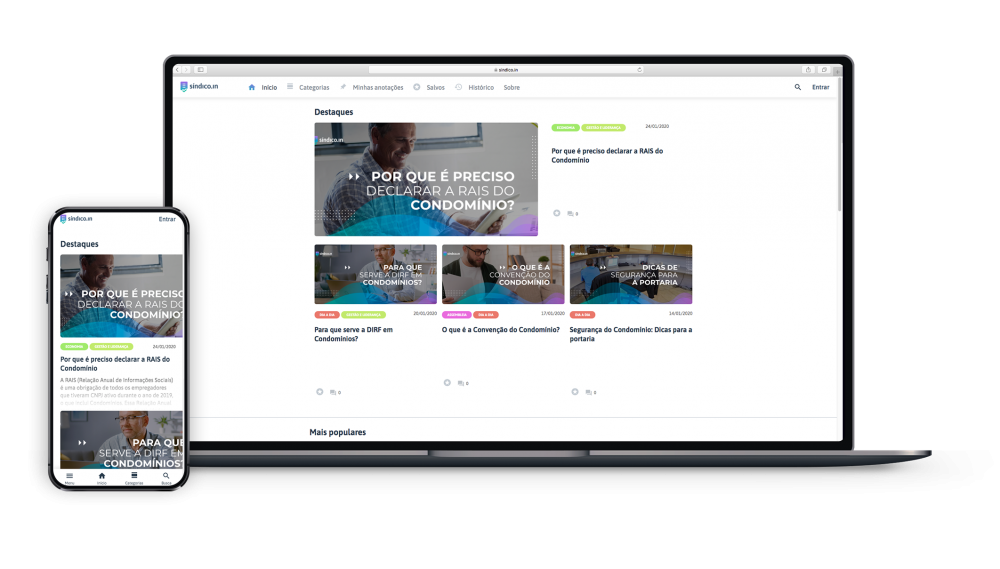 sindico.in
sindico.in
Início
Categorias
Minhas anotações
Salvos
Histórico
Sobre
Entrar
Destaques
sindico.in
POR QUE É PRECISO
DECLARAR A RAIS DO
CONDOMÍNIO?
ECONOMIA
GESTÃO E LIDERANÇA
24/01/2020
Por que é preciso declarar a RAIS do
Condomínio
0
PARA QUE
SERVE A DIRF EM
CONDOMÍNIOS?
DIA A DIA
GESTÃO E LIDERANÇA
20/01/2020
Para que serve a DIRF em
Condomínios?
0
O QUE É A
CONVENÇÃO DO
CONDOMÍNIO
ASSEMBLEIA
DIA A DIA
17/01/2020
O que é a Convenção do Condomínio?
0
DICAS DE
SEGURANÇA PARA
A PORTARIA
DIA A DIA
14/01/2020
Segurança do Condomínio: Dicas para a
portaria
0
Mais populares
sindico.in
Entrar
Destaques
POR QUE É PRECISO
DECLARAR A RAIS DO
CONDOMÍNIO?
ECONOMIA
GESTÃO E LIDERANÇA
24/01/2020
Por que é preciso declarar a RAIS do
Condomínio
A RAIS (Relação Anual de Informações Sociais)
é uma obrigação de todos os empregadores
que tiveram CNPJ ativo durante o ano de 2019,
PARA QUE
SERVE A DIRF EM
CONDOMÍNIOS?
Menu
Início
Categorias
Busca